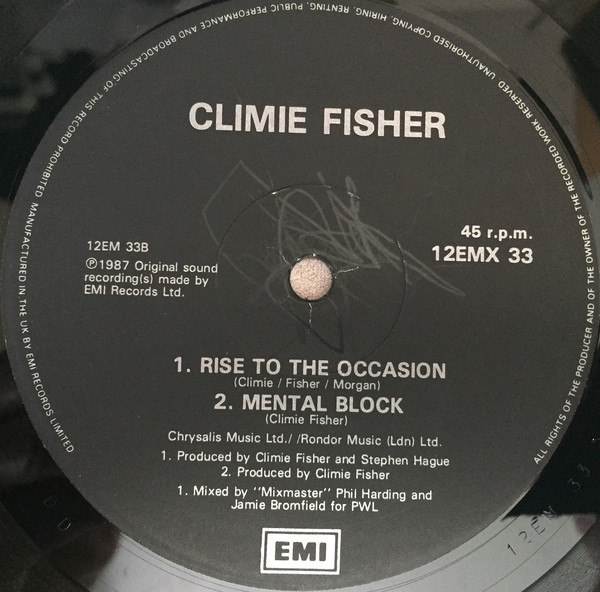 CLIMIE FISHER
45 r.p.m.
12EMX 33
12EM 33B
℗1987 Original sound
recording(s) made by
EMI Records Ltd.
1. RISE TO THE OCCASION
(Climie / Fisher / Morgan)
2. MENTAL BLOCK
(Climie Fisher)
Chrysalis Music Ltd./ /Rondor Music (Ldn) Ltd.
1. Produced by Climie Fisher and Stephen Hague
2. Produced by Climie Fisher
1. Mixed by ‘‘Mixmaster’’ Phil Harding and
Jamie Bromfield for PWL
EMI
ALL RIGHTS OF THE PRODUCER AND OF THE OWNER OF THE RECORDED WORK RESERVED UNAUTHORISED COPYING, HIRING, RENTING, PUBLIC PERFORMANCE AND BROADCASTING OF THIS RECORD PROHIBITED MANUFACTURED IN THE UK BY EMI RECORDS LIMITED
12EM 33